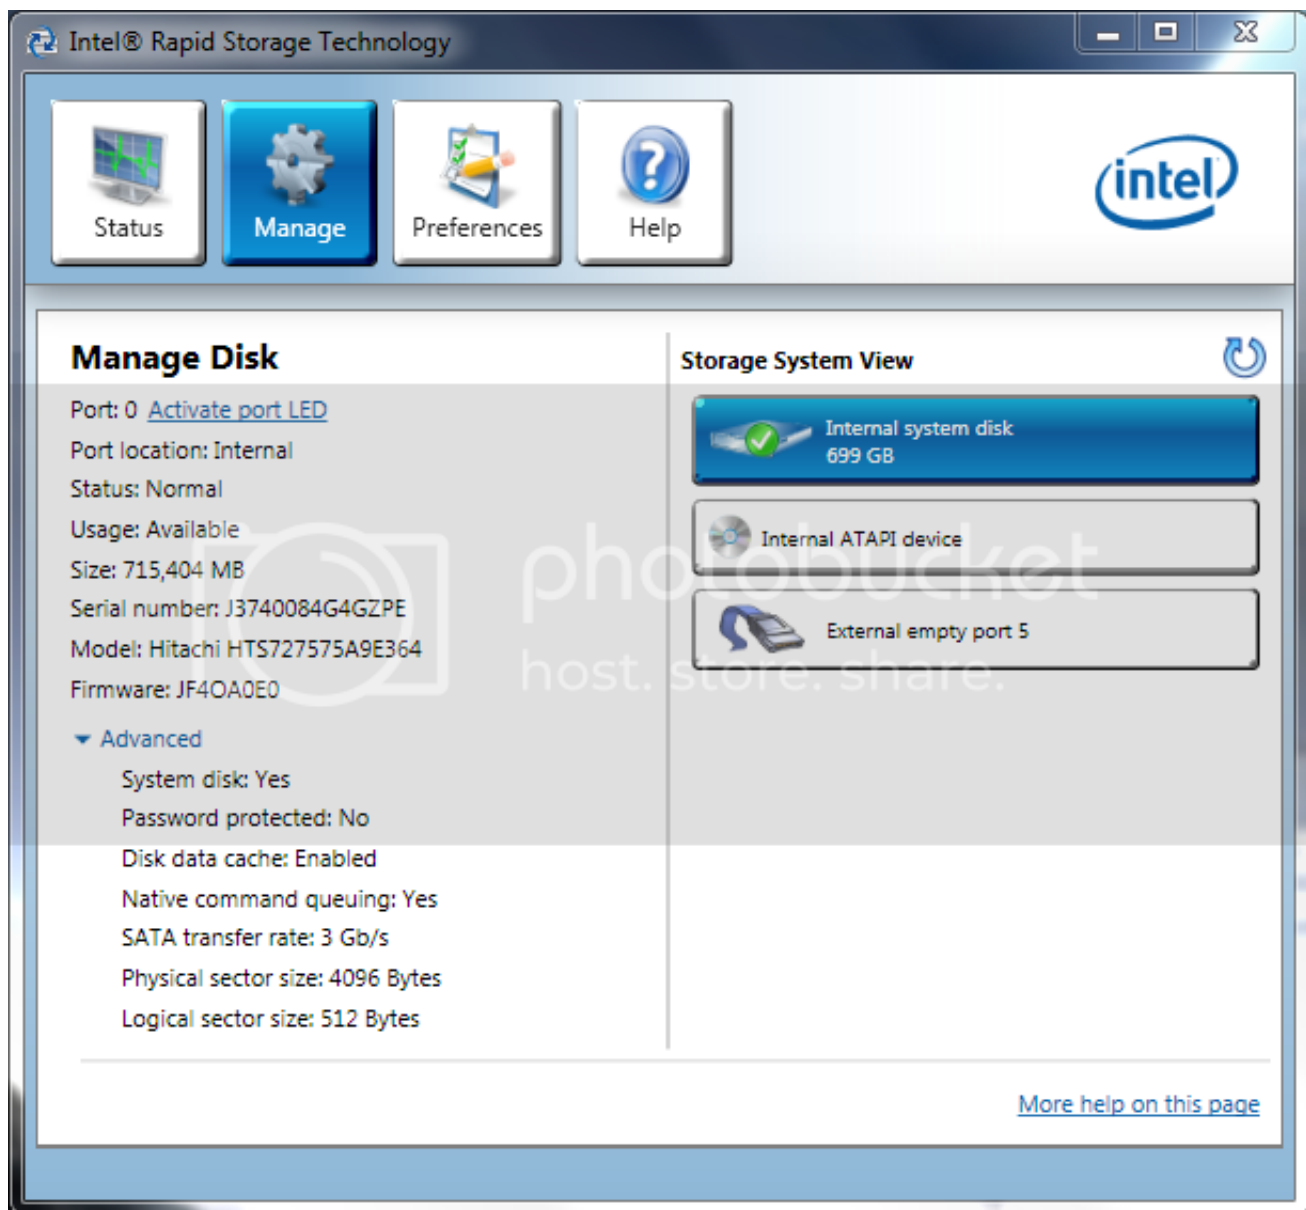 Intel® Rapid Storage Technology
Status
Manage
Preferences
Help
intel
Manage Disk
Port: 0 Activate port LED
Port location: Internal
Status: Normal
Usage: Available
Size: 715,404 MB
Serial number: J3740084G4GZPE
Model: Hitachi HTS727575A9E364
Firmware: JF4OA0E0
Advanced
System disk: Yes
Password protected: No
Disk data cache: Enabled
Native command queuing: Yes
SATA transfer rate: 3 Gb/s
Physical sector size: 4096 Bytes
Logical sector size: 512 Bytes
Storage System View
Internal system disk
699 GB
Internal ATAPI device
External empty port 5
More help on this page
photobucket
host. store. share.